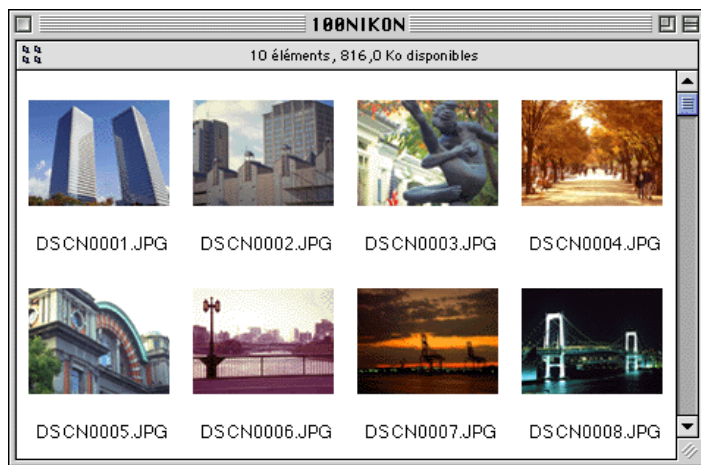 100NIKON
10 éléments, 816,0 Ko disponibles
DSCN0001.JPG DSCN0002.JPG DSCN0003.JPG DSCN0004.JPG
DSCN0005.JPG DSCN0006.JPG DSCN0007.JPG DSCN0008.JPG